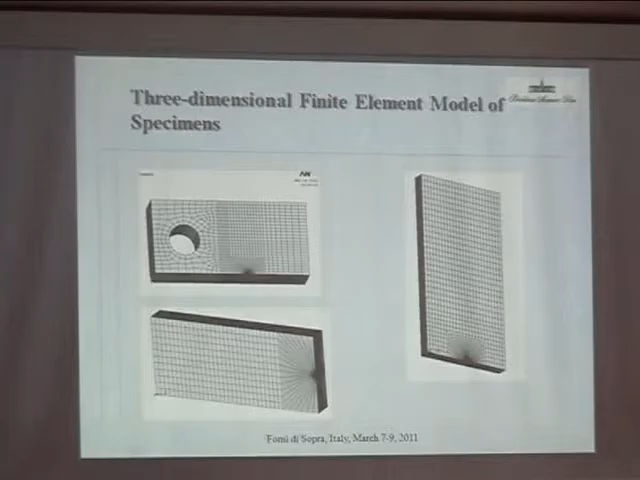 Three-dimensional Finite Element Model of
Specimens
Forni di Sopra, Italy, March 7-9, 2011